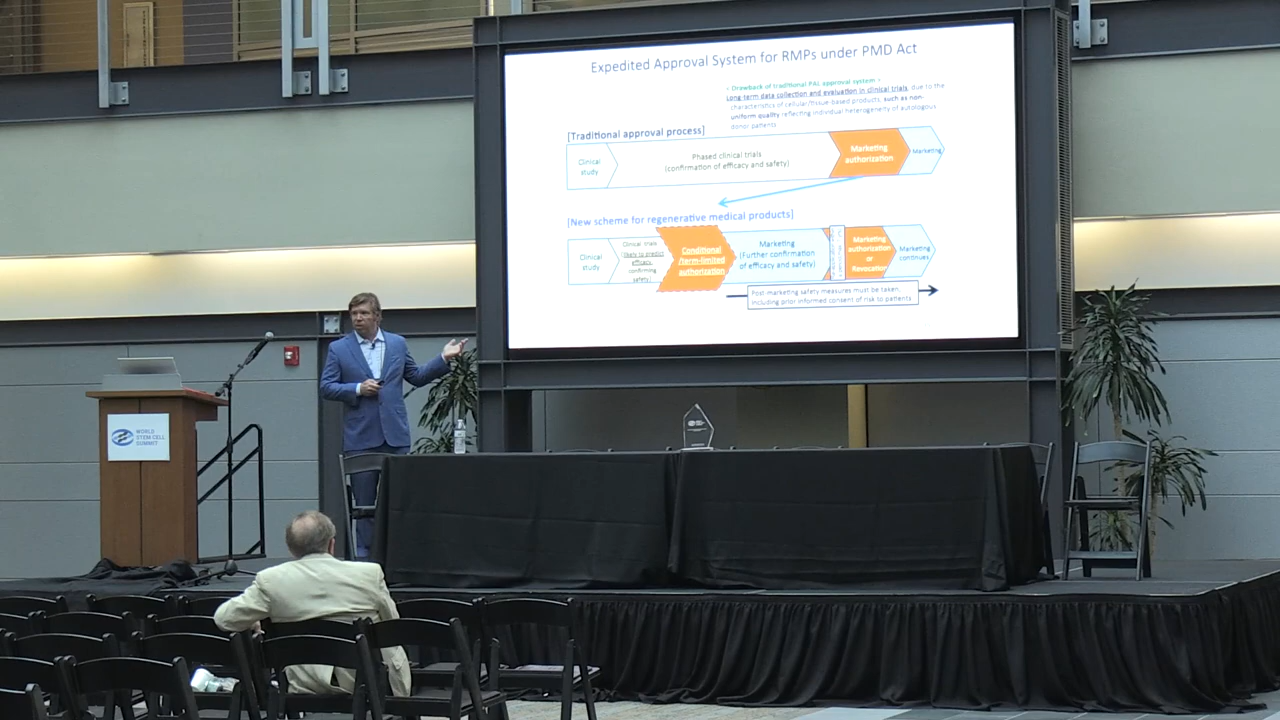 Expedited Approval System for RMPs under PMD Act
< Drawback of traditional PAL approval system >
Long-term data collection and evaluation in clinical trials, due to the
characteristics of cellular/tissue-based products, such as non-
uniform quality reflecting individual heterogeneity of autologous
donor patients
[Traditional approval process]
Clinical
study
Phased clinical trials
(confirmation of efficacy and safety)
Marketing
authorization
Marketing
[New scheme for regenerative medical products]
Clinical
study
Clinical trials
likely to predict
efficacy,
confirming
safety)
Conditional
/term-limited
authorization
Marketing
(Further confirmation
of efficacy and safety)
Marketing
authorization
or
Revocation
Marketing
continues
Post-marketing safety measures must be taken,
including prior informed consent of risk to patients
WORLD
STEM CELL
SUMMIT